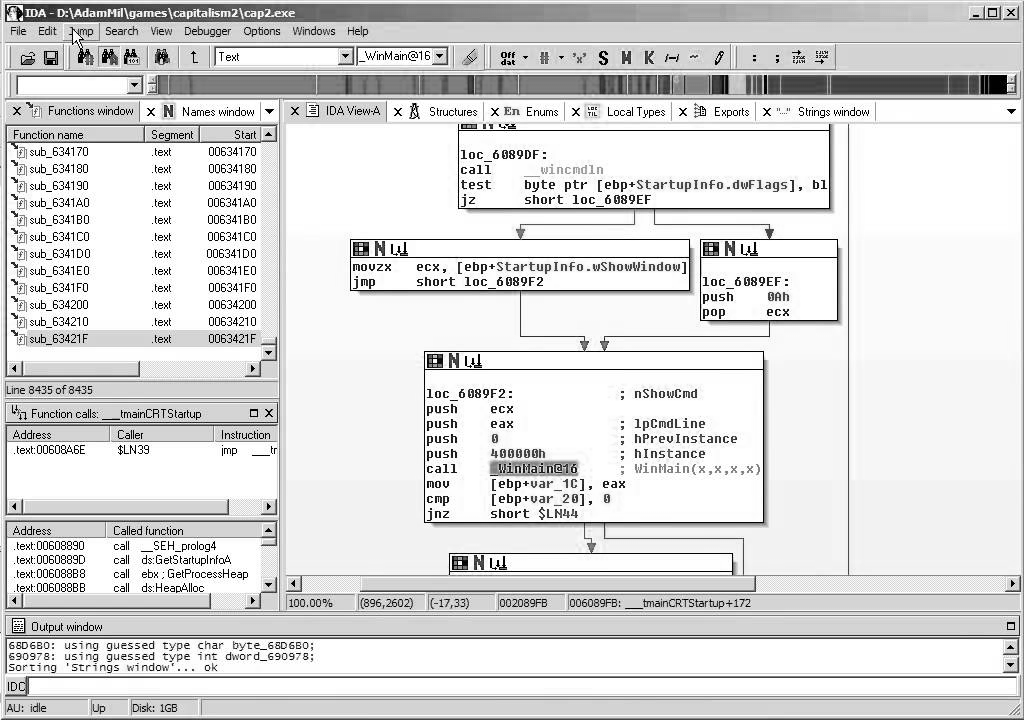 IDA - D:\AdamMil\games\capitalism2\cap2.exe
File Edit Jump Search View Debugger Options Windows Help
Text _WinMain@16 Off dat S M K
Functions window Names window IDA View-A Structures En Enums Local Types Exports Strings window
Function name Segment Start
sub_634170 .text 00634170
sub_634180 .text 00634180
sub_634190 .text 00634190
sub_6341A0 .text 006341A0
sub_6341B0 .text 006341B0
sub_6341C0 .text 006341C0
sub_6341D0 .text 006341D0
sub_6341E0 .text 006341E0
sub_6341F0 .text 006341F0
sub_634200 .text 00634200
sub_634210 .text 00634210
sub_63421F .text 0063421F
Line 8435 of 8435
Function calls: ___tmainCRTStartup
Address Caller Instruction
.text:00608A6E $LN39 jmp ___tr
Address Called function
.text:00608890 call __SEH_prolog4
.text:0060889D call ds:GetStartupInfoA
.text:006088B8 call ebx ; GetProcessHeap
.text:006088BB call ds:HeapAlloc
loc_6089DF:
call __wincmdln
test byte ptr [ebp+StartupInfo.dwFlags], bl
jz short loc_6089EF
movzx ecx, [ebp+StartupInfo.wShowWindow]
jmp short loc_6089F2
loc_6089EF:
push 0Ah
pop ecx
loc_6089F2: ; nShowCmd
push ecx
push eax ; lpCmdLine
push 0 ; hPrevInstance
push 400000h ; hInstance
call _WinMain@16 ; WinMain(x,x,x,x)
mov [ebp+var_1C], eax
cmp [ebp+var_20], 0
jnz short $LN44
100.00% (896,2602) (-17,33) 002089FB 006089FB: ___tmainCRTStartup+172
Output window
68D6B0: using guessed type char byte_68D6B0;
690978: using guessed type int dword_690978;
Sorting 'Strings window'... ok
IDC
AU: idle Up Disk: 1GB